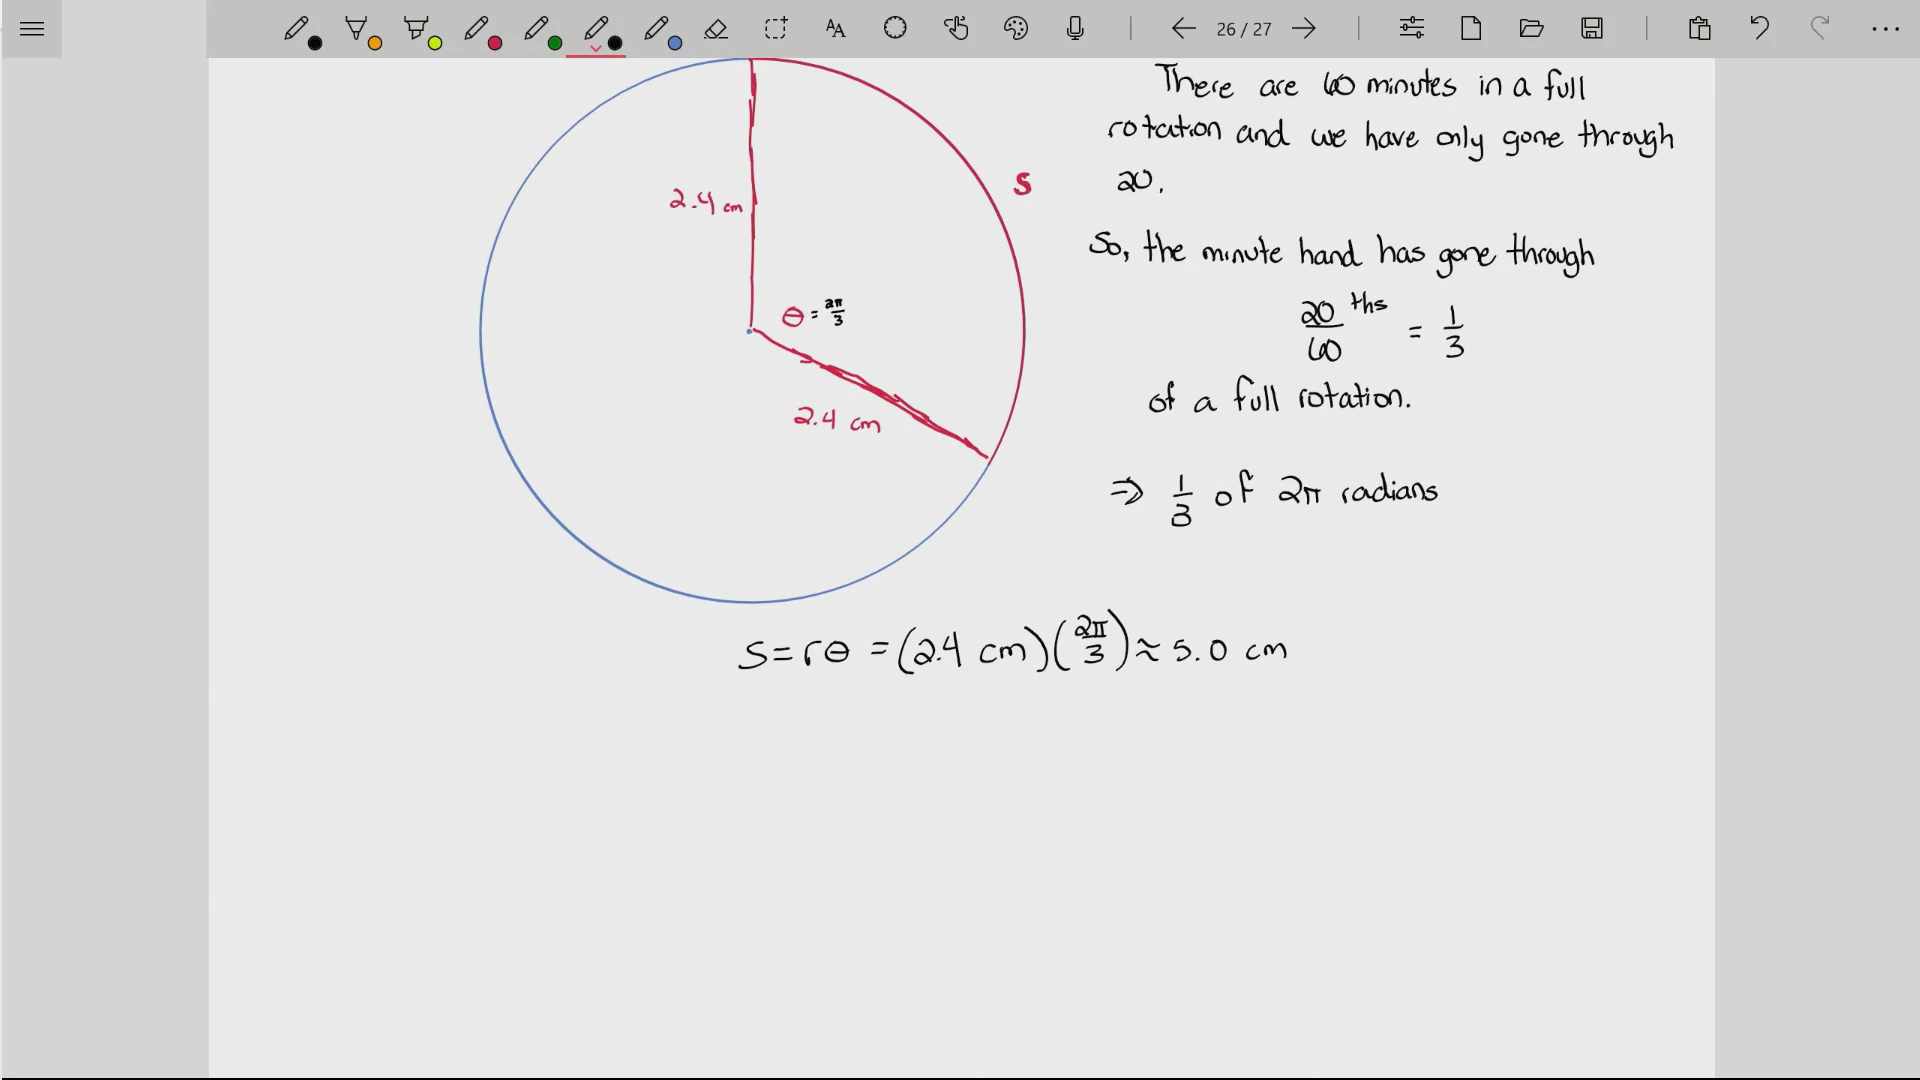 26 / 27
There are 60 minutes in a full
rotation and we have only gone through
20.
S
2.4 cm
So, the minute hand has gone through
θ = 2π/3
20/60 ths = 1/3
of a full rotation.
2.4 cm
⇒ 1/3 of 2π radians
S = rθ = (2.4 cm)(2π/3) ≈ 5.0 cm